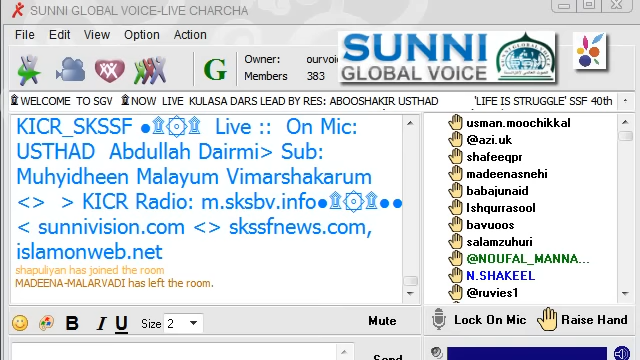 SUNNI GLOBAL VOICE-LIVE CHARCHA
File Edit View Option Action
G Owner: ourvoi
Members 383
SUNNI
GLOBAL VOICE
۩WELCOME TO SGV ۩NOW LIVE KULASA DARS LEAD BY RES: ABOOSHAKIR USTHAD 'LIFE IS STRUGGLE' SSF 40th
KICR_SKSSF ●۩۞۩ Live :: On Mic:
USTHAD Abdullah Dairmi> Sub:
Muhyidheen Malayum Vimarshakarum
<> > KICR Radio: m.sksbv.info●۩۞۩●●
< sunnivision.com <> skssfnews.com,
islamonweb.net
shapuliyan has joined the room
MADEENA-MALARVADI has left the room.
usman.moochikkal
@azi.uk
shafeeqpr
madeenasnehi
babajunaid
Ishqurrasool
bavuoos
salamzuhuri
@NOUFAL_MANNA...
N.SHAKEEL
@ruvies1
B I U Size 2 Mute
Lock On Mic Raise Hand
Send